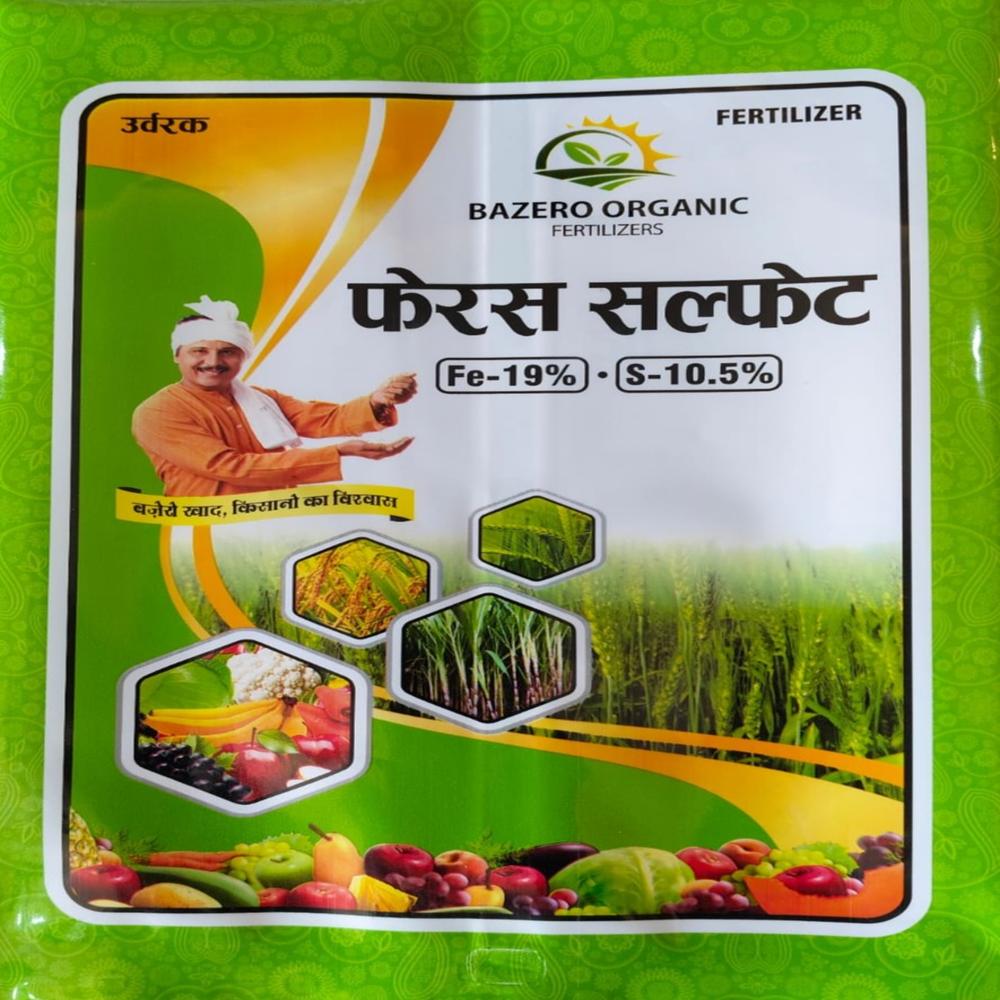 उर्वरक
FERTILIZER
BAZERO ORGANIC
FERTILIZERS
फेरस सल्फेट
Fe-19% • S-10.5%
बज़ेरो खाद, किसानो का विश्वास